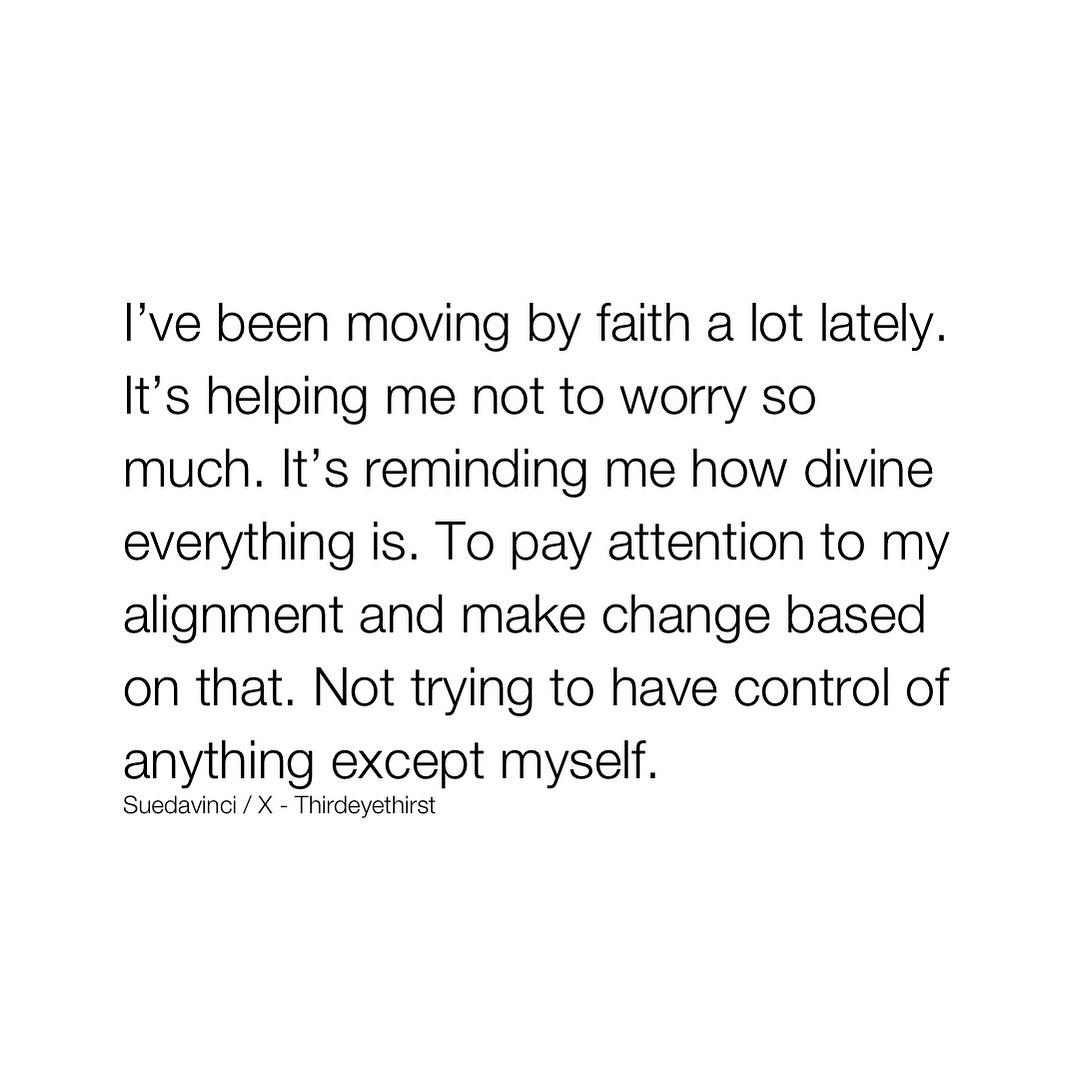 I’ve been moving by faith a lot lately.
It’s helping me not to worry so
much. It’s reminding me how divine
everything is. To pay attention to my
alignment and make change based
on that. Not trying to have control of
anything except myself.
Suedavinci / X - Thirdeyethirst